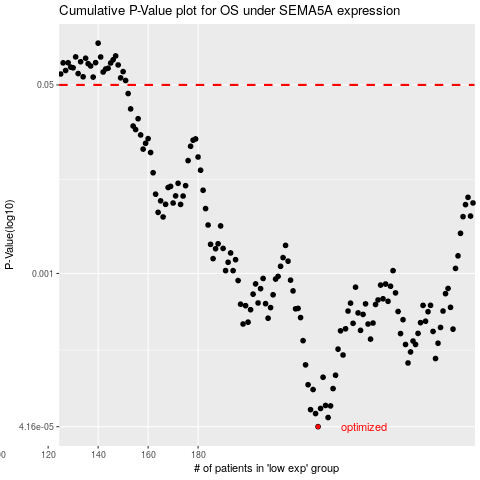 Cumulative P-Value plot for OS under SEMA5A expression
P-Value(log10)
0.05
0.001
4.16e-05
optimized
00
120
140
160
180
# of patients in 'low exp' group